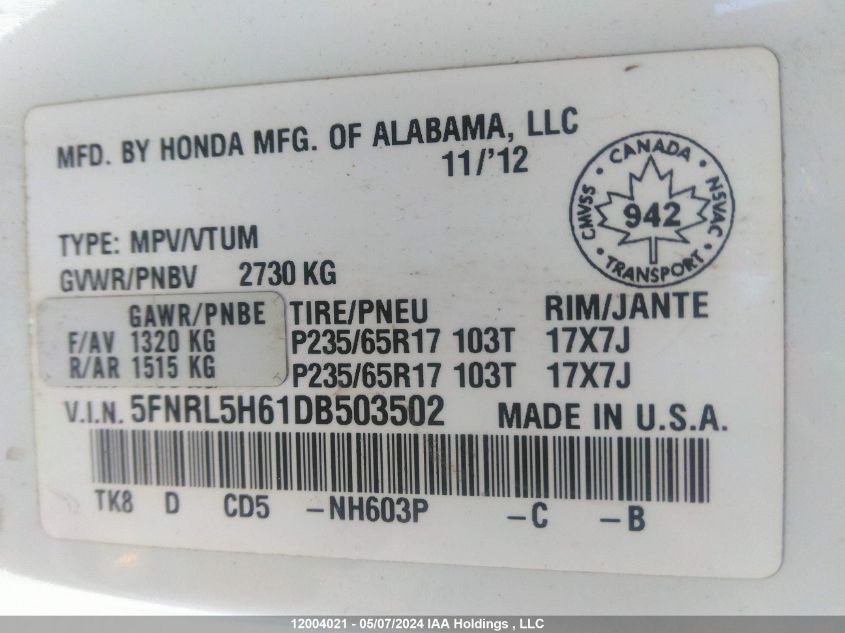 MFD. BY HONDA MFG. OF ALABAMA, LLC
11/'12
CANADA
CMVSS 942 NSVAC
TRANSPORT
TYPE: MPV/VTUM
GVWR/PNBV 2730 KG
GAWR/PNBE TIRE/PNEU RIM/JANTE
F/AV 1320 KG P235/65R17 103T 17X7J
R/AR 1515 KG P235/65R17 103T 17X7J
V.I.N. 5FNRL5H61DB503502 MADE IN U.S.A.
TK8 D CD5 -NH603P -C -B
12004021 - 05/07/2024 IAA Holdings , LLC